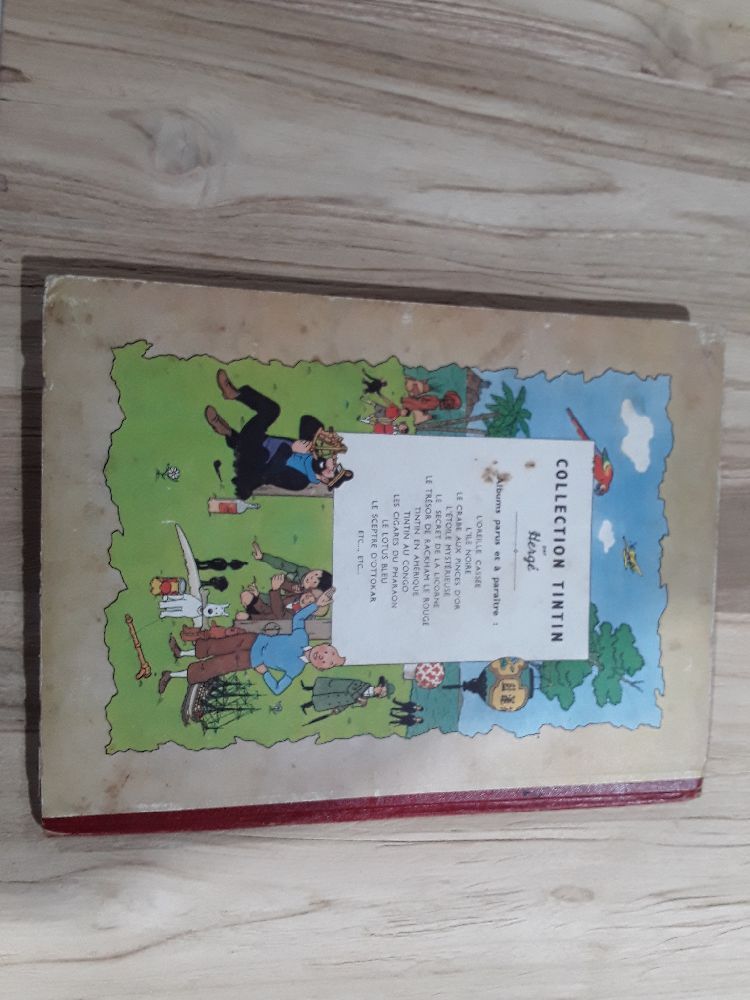 COLLECTION TINTIN
par
Hergé
Albums parus et à paraître :
L'OREILLE CASSÉE
L'ILE NOIRE
LE CRABE AUX PINCES D'OR
L'ÉTOILE MYSTÉRIEUSE
LE SECRET DE LA LICORNE
LE TRÉSOR DE RACKHAM LE ROUGE
TINTIN EN AMÉRIQUE
TINTIN AU CONGO
LES CIGARES DU PHARAON
LE LOTUS BLEU
LE SCEPTRE D'OTTOKAR
ETC... ETC...